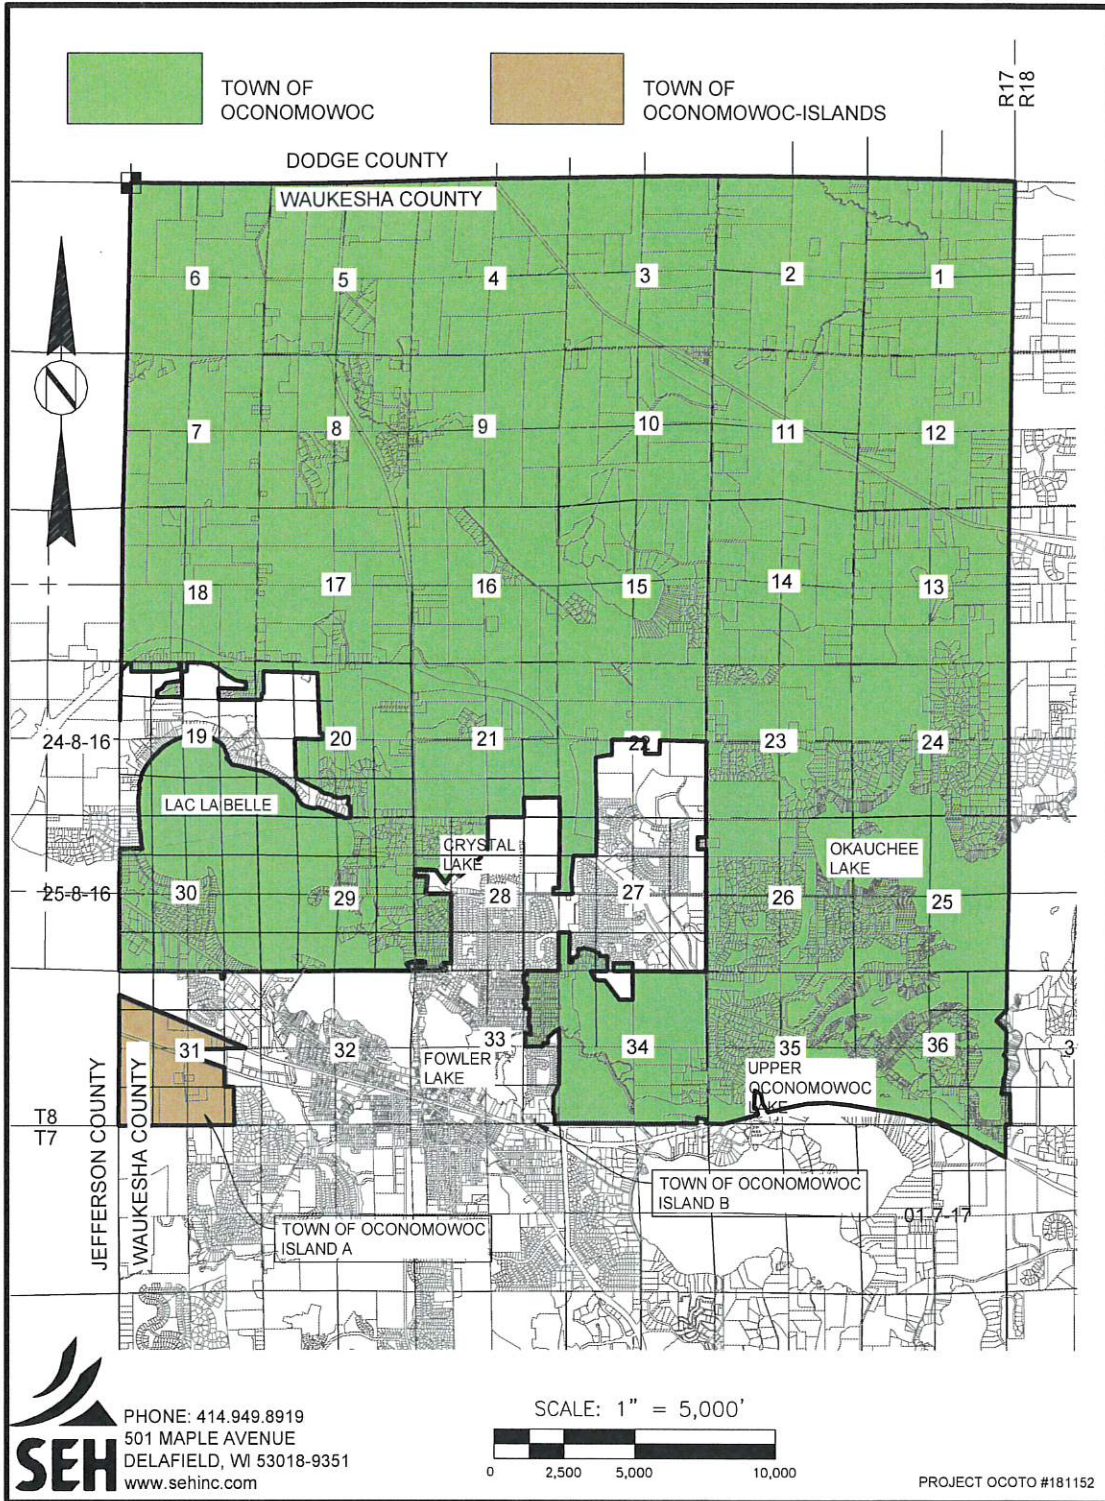 TOWN OF
OCONOMOWOC
TOWN OF
OCONOMOWOC-ISLANDS
R17
R18
DODGE COUNTY
WAUKESHA COUNTY
6
5
4
3
2
1
7
8
9
10
11
12
18
17
16
15
14
13
24-8-16
19
20
21
22
23
24
LAC LA BELLE
CRYSTAL
LAKE
OKAUCHEE
LAKE
25-8-16
30
29
28
27
26
25
31
32
33
34
35
36
3
FOWLER
LAKE
UPPER
OCONOMOWOC
LAKE
T8
T7
JEFFERSON COUNTY
WAUKESHA COUNTY
TOWN OF OCONOMOWOC
ISLAND B
01-7-17
TOWN OF OCONOMOWOC
ISLAND A
SEH
PHONE: 414.949.8919
501 MAPLE AVENUE
DELAFIELD, WI 53018-9351
www.sehinc.com
SCALE: 1" = 5,000'
0 2,500 5,000 10,000
PROJECT OCOTO #181152